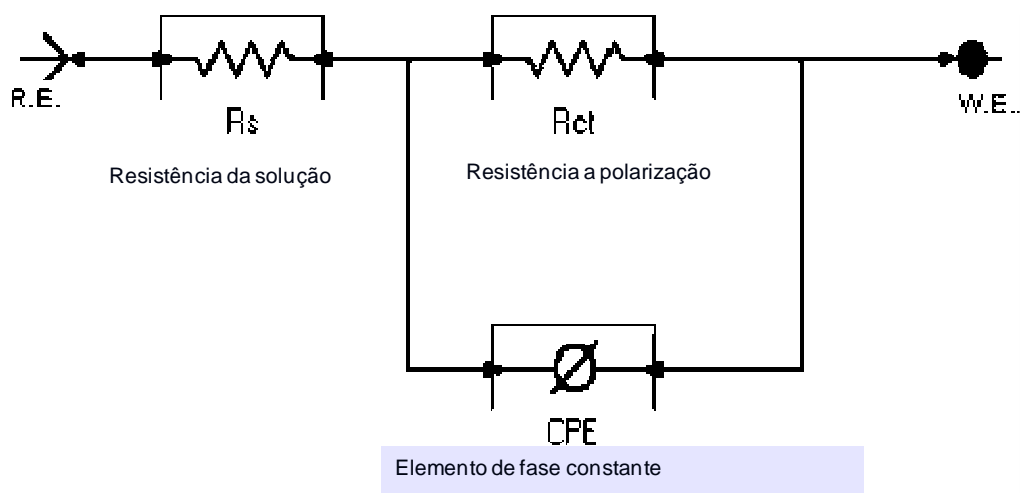 R.E.
Rs
Rct
W.E.
Resistência da solução
Resistência a polarização
CPE
Elemento de fase constante